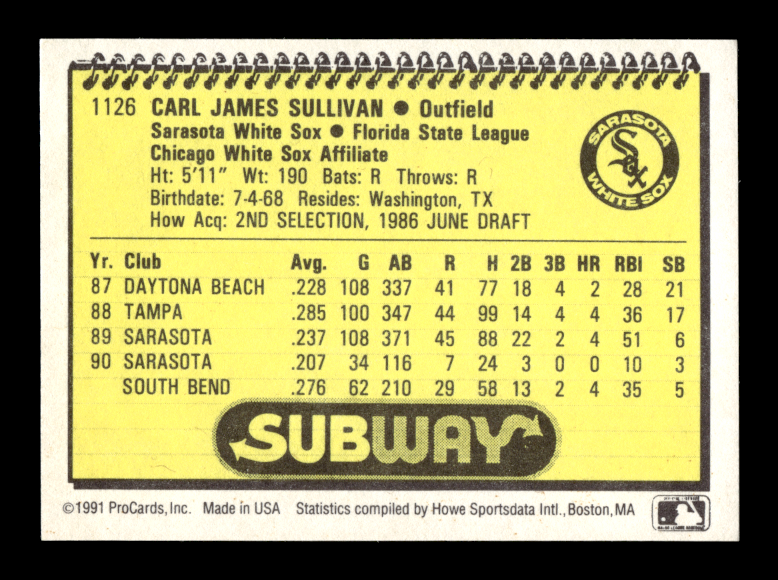 1126 CARL JAMES SULLIVAN ● Outfield
Sarasota White Sox ● Florida State League
Chicago White Sox Affiliate
Ht: 5'11" Wt: 190 Bats: R Throws: R
Birthdate: 7-4-68 Resides: Washington, TX
How Acq: 2ND SELECTION, 1986 JUNE DRAFT
SARASOTA
Sox
WHITE SOX
Yr. Club Avg. G AB R H 2B 3B HR RBI SB
87 DAYTONA BEACH .228 108 337 41 77 18 4 2 28 21
88 TAMPA .285 100 347 44 99 14 4 4 36 17
89 SARASOTA .237 108 371 45 88 22 2 4 51 6
90 SARASOTA .207 34 116 7 24 3 0 0 10 3
SOUTH BEND .276 62 210 29 58 13 2 4 35 5
SUBWAY
©1991 ProCards, Inc. Made in USA Statistics compiled by Howe Sportsdata Intl., Boston, MA